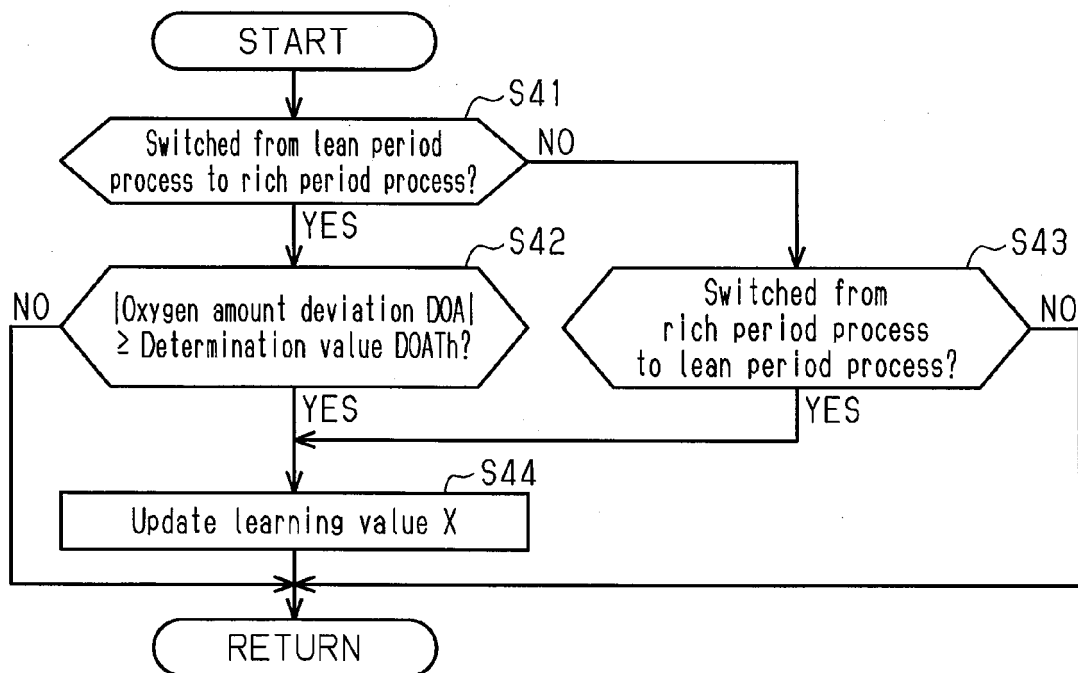 START
S41
Switched from lean period
process to rich period process?
NO
YES
S42
|Oxygen amount deviation DOA|
≥ Determination value DOATh?
NO
YES
S43
Switched from
rich period process
to lean period process?
NO
YES
S44
Update learning value X
RETURN